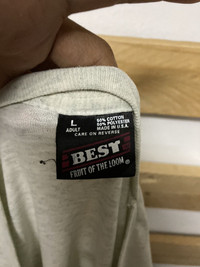 L
ADULT
50% COTTON
50% POLYESTER
MADE IN U.S.A.
CARE ON REVERSE
BEST
FRUIT OF THE LOOM ®